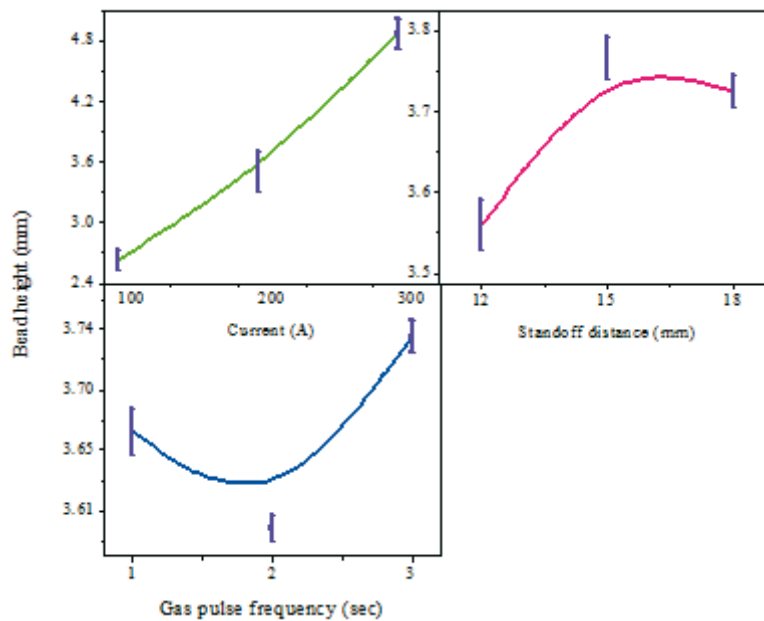 4.8
4.2
3.6
3.0
2.4
100 200 300
Current (A)
3.8
3.7
3.6
3.5
12 15 18
Standoff distance (mm)
Bead height (mm)
3.74
3.70
3.65
3.61
1 2 3
Gas pulse frequency (sec)